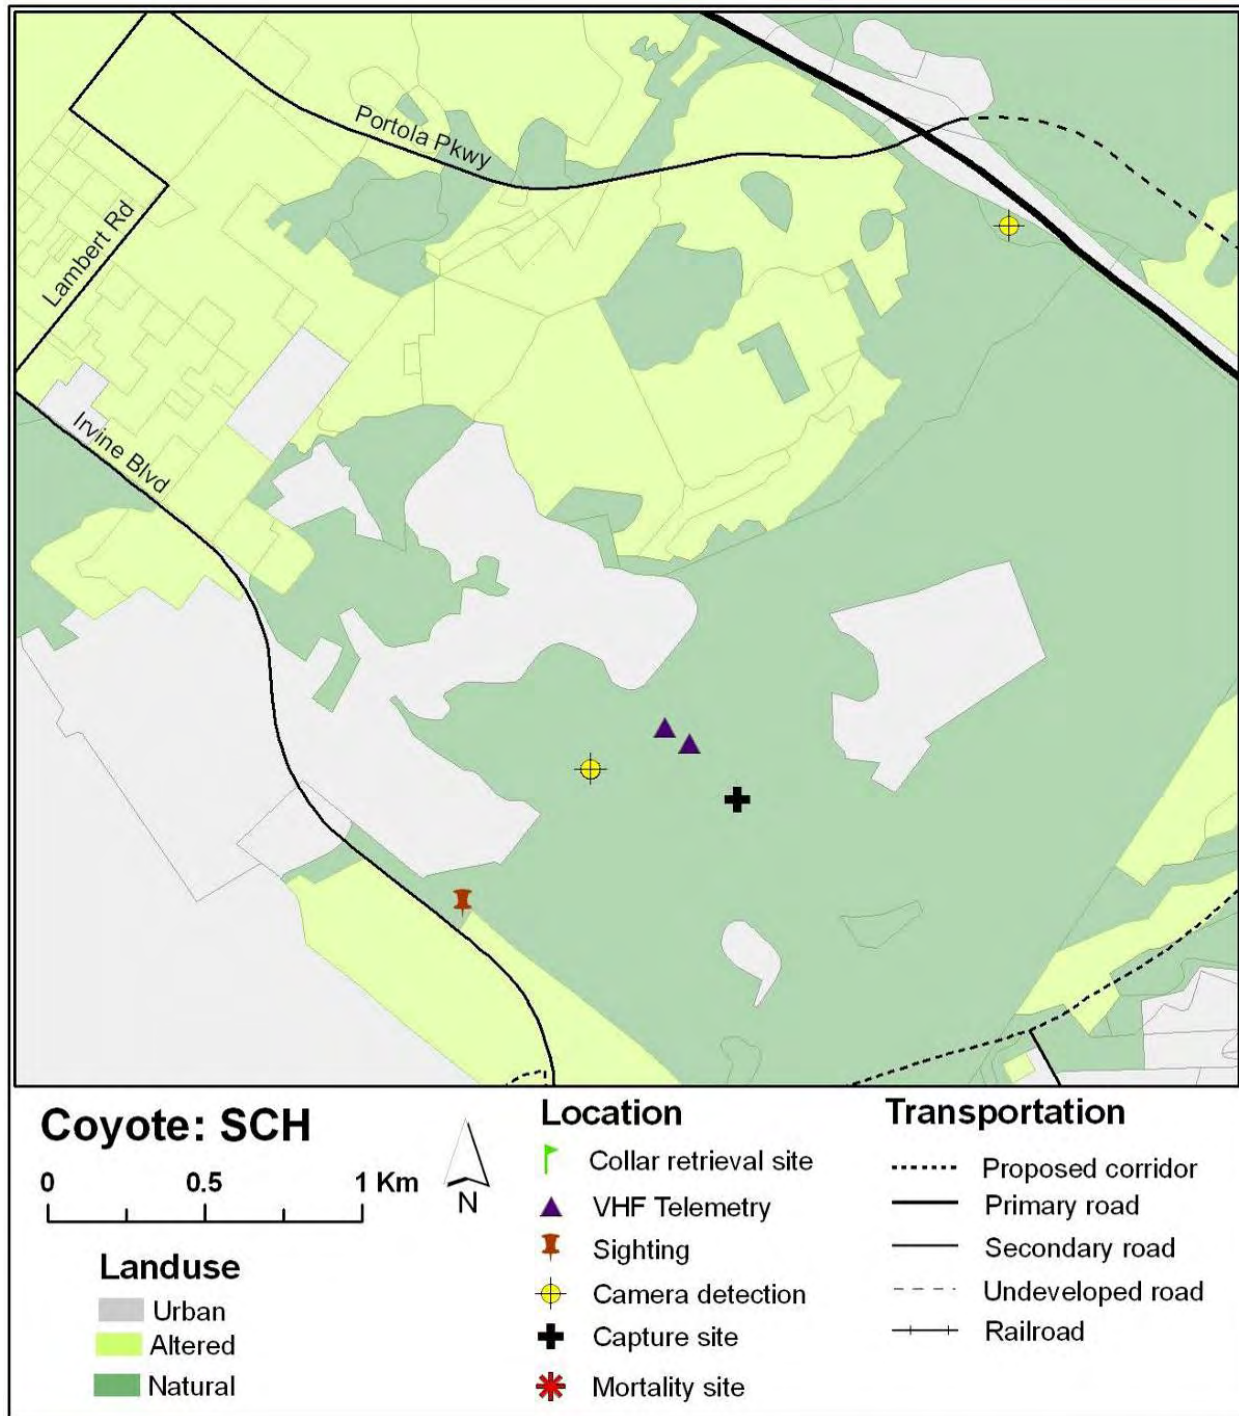 Portola Pkwy
Lambert Rd
Irvine Blvd
Coyote: SCH
0 0.5 1 Km
N
Landuse
Urban
Altered
Natural
Location
Collar retrieval site
VHF Telemetry
Sighting
Camera detection
Capture site
Mortality site
Transportation
Proposed corridor
Primary road
Secondary road
Undeveloped road
Railroad